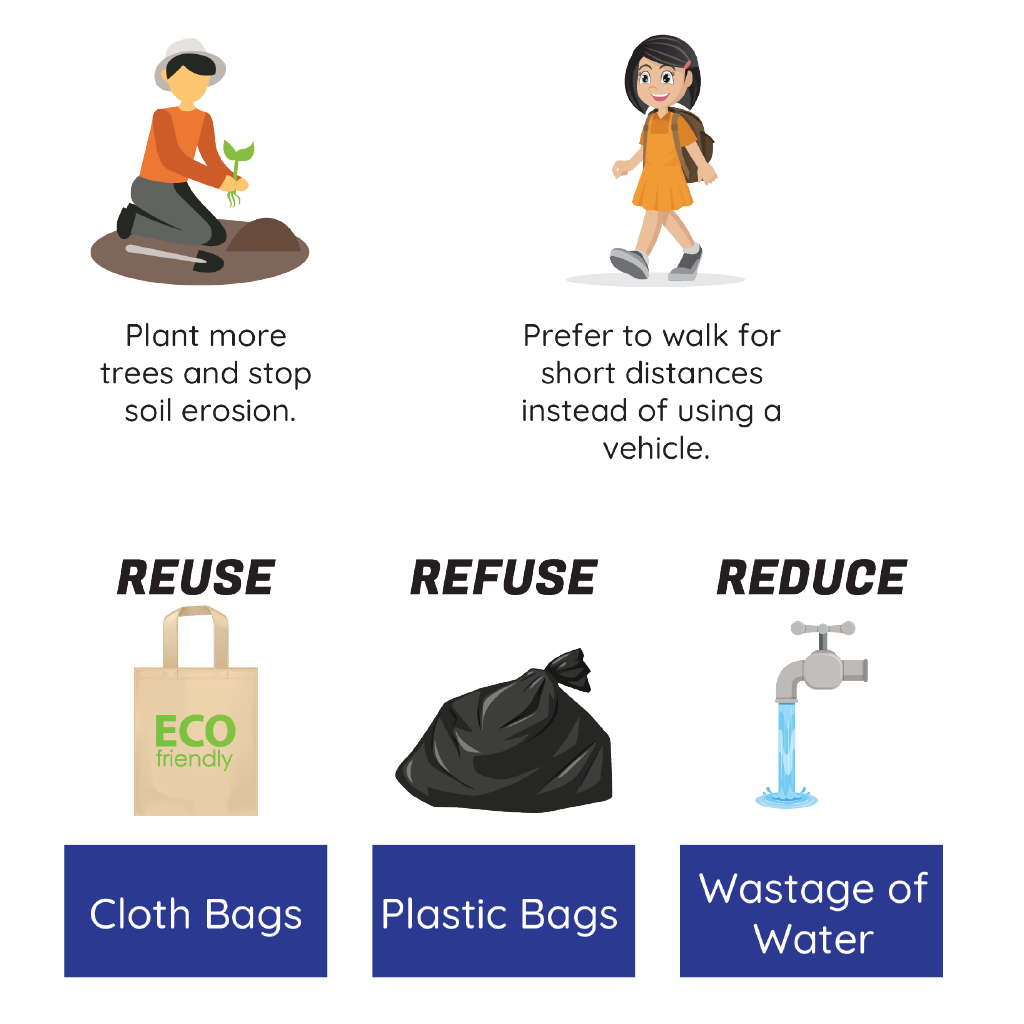 Plant more
trees and stop
soil erosion.
Prefer to walk for
short distances
instead of using a
vehicle.
REUSE
REFUSE
REDUCE
ECO
friendly
Cloth Bags
Plastic Bags
Wastage of
Water